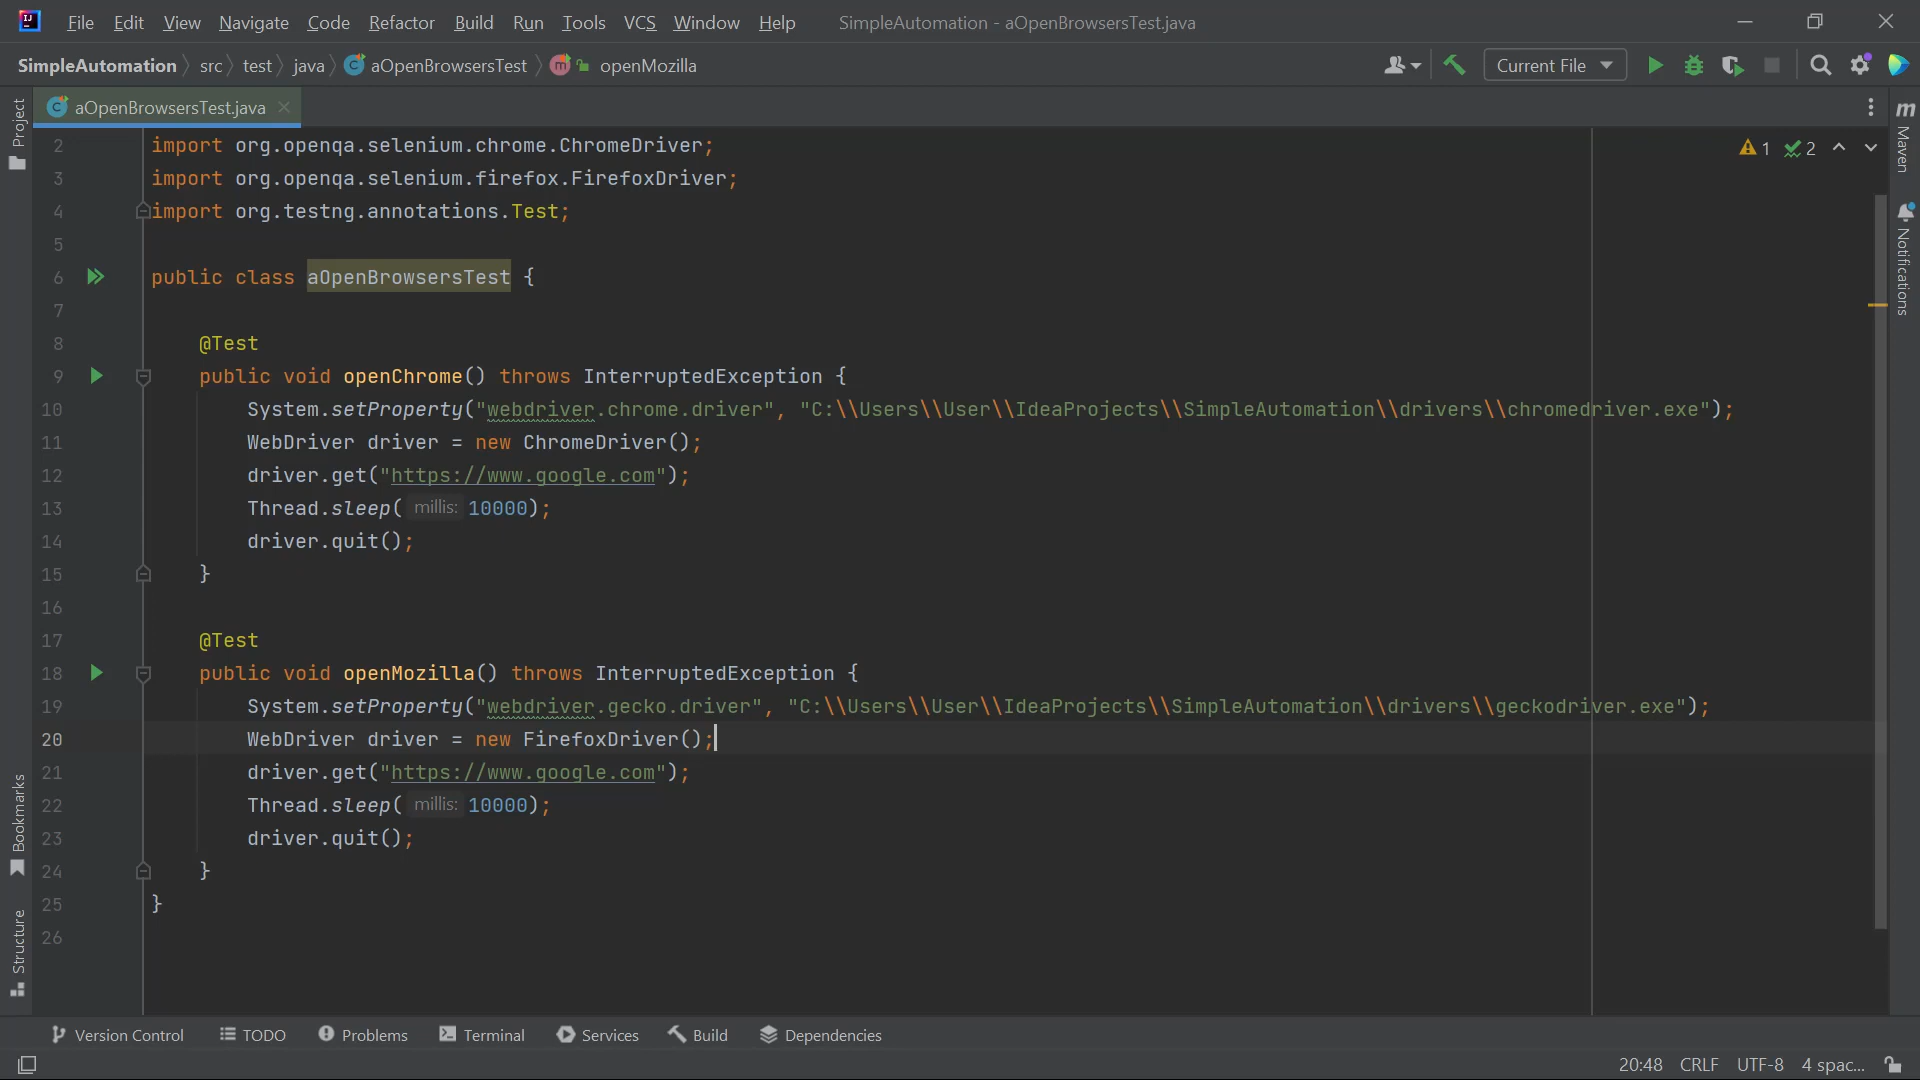 File Edit View Navigate Code Refactor Build Run Tools VCS Window Help SimpleAutomation - aOpenBrowsersTest.java
SimpleAutomation src test java aOpenBrowsersTest openMozilla Current File
aOpenBrowsersTest.java
Project
Bookmarks
Structure
Maven
Notifications
1 2
2 import org.openqa.selenium.chrome.ChromeDriver;
3 import org.openqa.selenium.firefox.FirefoxDriver;
4 import org.testng.annotations.Test;
5
6 public class aOpenBrowsersTest {
7
8 @Test
9 public void openChrome() throws InterruptedException {
10 System.setProperty("webdriver.chrome.driver", "C:\\Users\\User\\IdeaProjects\\SimpleAutomation\\drivers\\chromedriver.exe");
11 WebDriver driver = new ChromeDriver();
12 driver.get("https://www.google.com");
13 Thread.sleep( millis: 10000);
14 driver.quit();
15 }
16
17 @Test
18 public void openMozilla() throws InterruptedException {
19 System.setProperty("webdriver.gecko.driver", "C:\\Users\\User\\IdeaProjects\\SimpleAutomation\\drivers\\geckodriver.exe");
20 WebDriver driver = new FirefoxDriver();
21 driver.get("https://www.google.com");
22 Thread.sleep( millis: 10000);
23 driver.quit();
24 }
25 }
26
Version Control TODO Problems Terminal Services Build Dependencies
20:48 CRLF UTF-8 4 spac...